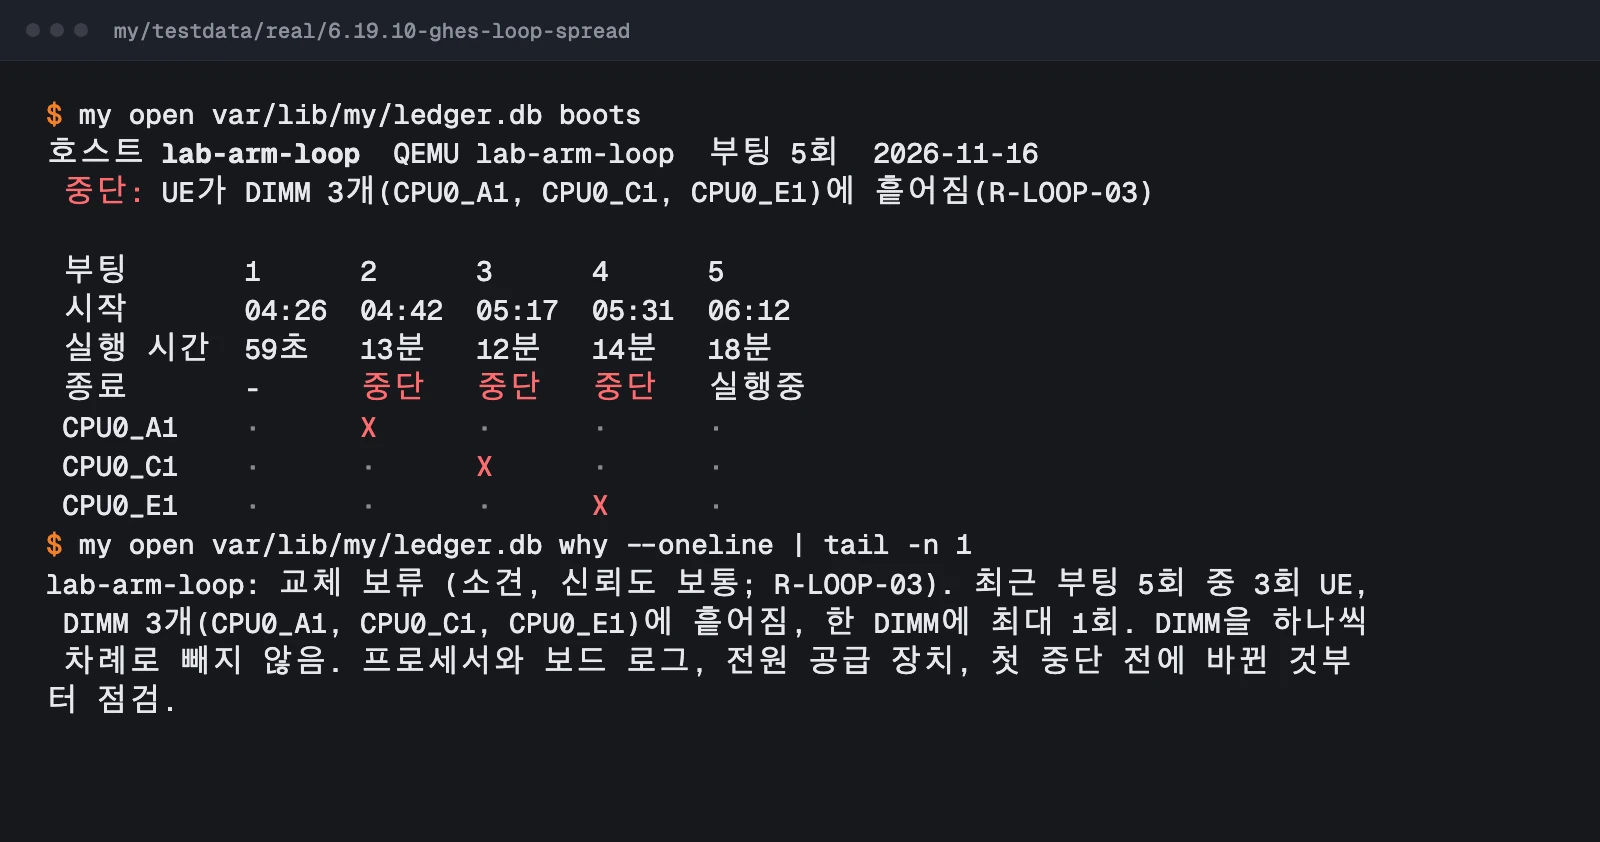 my/testdata/real/6.19.10-ghes-loop-spread
$ my open var/lib/my/ledger.db boots
호스트 lab-arm-loop  QEMU lab-arm-loop  부팅 5회  2026-11-16
중단: UE가 DIMM 3개(CPU0_A1, CPU0_C1, CPU0_E1)에 흩어짐(R-LOOP-03)
부팅 1 2 3 4 5
시작 04:26 04:42 05:17 05:31 06:12
실행 시간 59초 13분 12분 14분 18분
종료 - 중단 중단 중단 실행중
CPU0_A1 · X · · ·
CPU0_C1 · · X · ·
CPU0_E1 · · · X ·
$ my open var/lib/my/ledger.db why --oneline | tail -n 1
lab-arm-loop: 교체 보류 (소견, 신뢰도 보통; R-LOOP-03). 최근 부팅 5회 중 3회 UE,
DIMM 3개(CPU0_A1, CPU0_C1, CPU0_E1)에 흩어짐, 한 DIMM에 최대 1회. DIMM을 하나씩
차례로 빼지 않음. 프로세서와 보드 로그, 전원 공급 장치, 첫 중단 전에 바뀐 것부
터 점검.